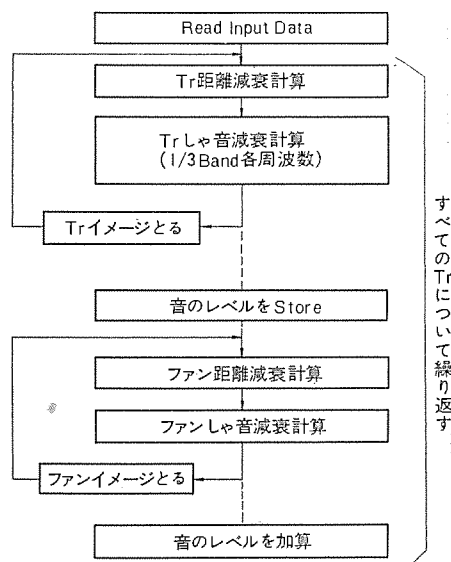 Read Input Data
Tr距離減衰計算
Trしゃ音減衰計算
(1/3Band各周波数)
Trイメージとる
音のレベルをStore
ファン距離減衰計算
ファンしゃ音減衰計算
ファンイメージとる
音のレベルを加算
すべてのTrについて繰り返す